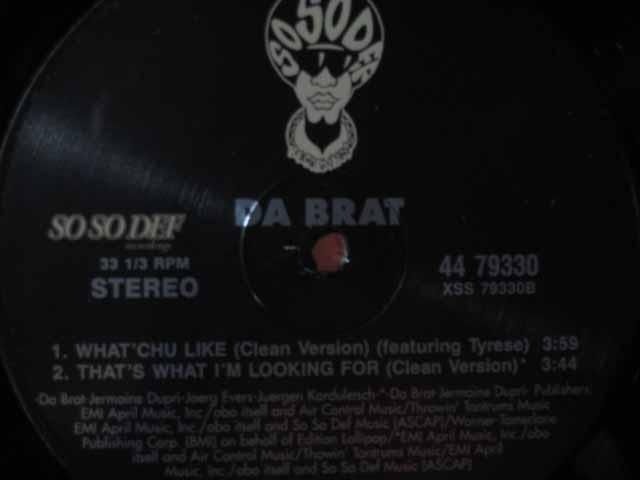 SO SO DEF
DA BRAT
SO SO DEF
recordings
33 1/3 RPM
STEREO
44 79330
XSS 79330B
1. WHAT'CHU LIKE (Clean Version) (featuring Tyrese) 3:59
2. THAT'S WHAT I'M LOOKING FOR (Clean Version)* 3:44
-Da Brat-Jermaine Dupri-Joerg Evers-Juergen Kordulersch-*-Da Brat-Jermaine Dupri- Publishers:
EMI April Music, Inc./obo itself and Air Control Music/Throwin' Tantrums Music
EMI April Music, Inc./obo itself and So So Def Music (ASCAP)/Warner-Tamerlane
Publishing Corp. (BMI) on behalf of Edition Lollipop/*EMI April Music, Inc./obo
itself and Air Control Music/Throwin' Tantrums Music/EMI April
Music, Inc./obo itself and So So Def Music (ASCAP)